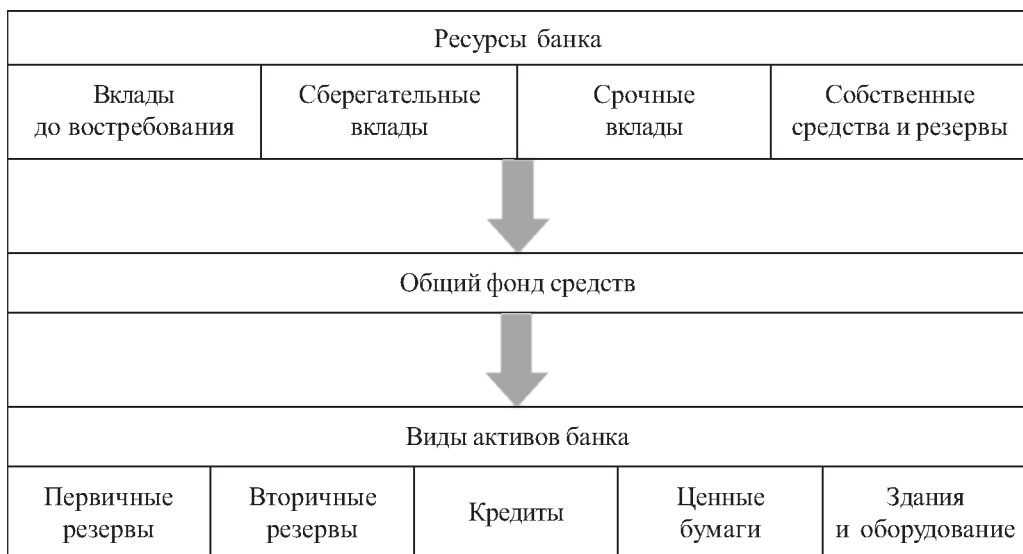 Ресурсы банка
Вклады
до востребования
Сберегательные
вклады
Срочные
вклады
Собственные
средства и резервы
Общий фонд средств
Виды активов банка
Первичные
резервы
Вторичные
резервы
Кредиты
Ценные
бумаги
Здания
и оборудование